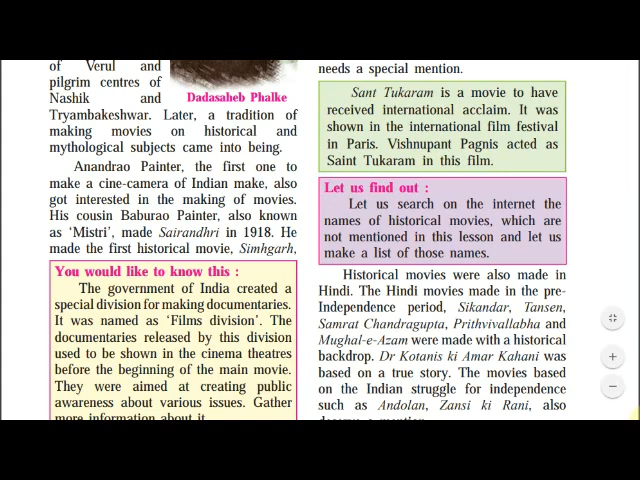 of Verul and
pilgrim centres of
Nashik and
Dadasaheb Phalke
Tryambakeshwar. Later, a tradition of
making movies on historical and
mythological subjects came into being.
Anandrao Painter, the first one to
make a cine-camera of Indian make, also
got interested in the making of movies.
His cousin Baburao Painter, also known
as ‘Mistri’, made Sairandhri in 1918. He
made the first historical movie, Simhgarh,
You would like to know this :
The government of India created a
special division for making documentaries.
It was named as ‘Films division’. The
documentaries released by this division
used to be shown in the cinema theatres
before the beginning of the main movie.
They were aimed at creating public
awareness about various issues. Gather
more information about it.
needs a special mention.
Sant Tukaram is a movie to have
received international acclaim. It was
shown in the international film festival
in Paris. Vishnupant Pagnis acted as
Saint Tukaram in this film.
Let us find out :
Let us search on the internet the
names of historical movies, which are
not mentioned in this lesson and let us
make a list of those names.
Historical movies were also made in
Hindi. The Hindi movies made in the pre-
Independence period, Sikandar, Tansen,
Samrat Chandragupta, Prithvivallabha and
Mughal-e-Azam were made with a historical
backdrop. Dr Kotanis ki Amar Kahani was
based on a true story. The movies based
on the Indian struggle for independence
such as Andolan, Zansi ki Rani, also
deserve a mention.